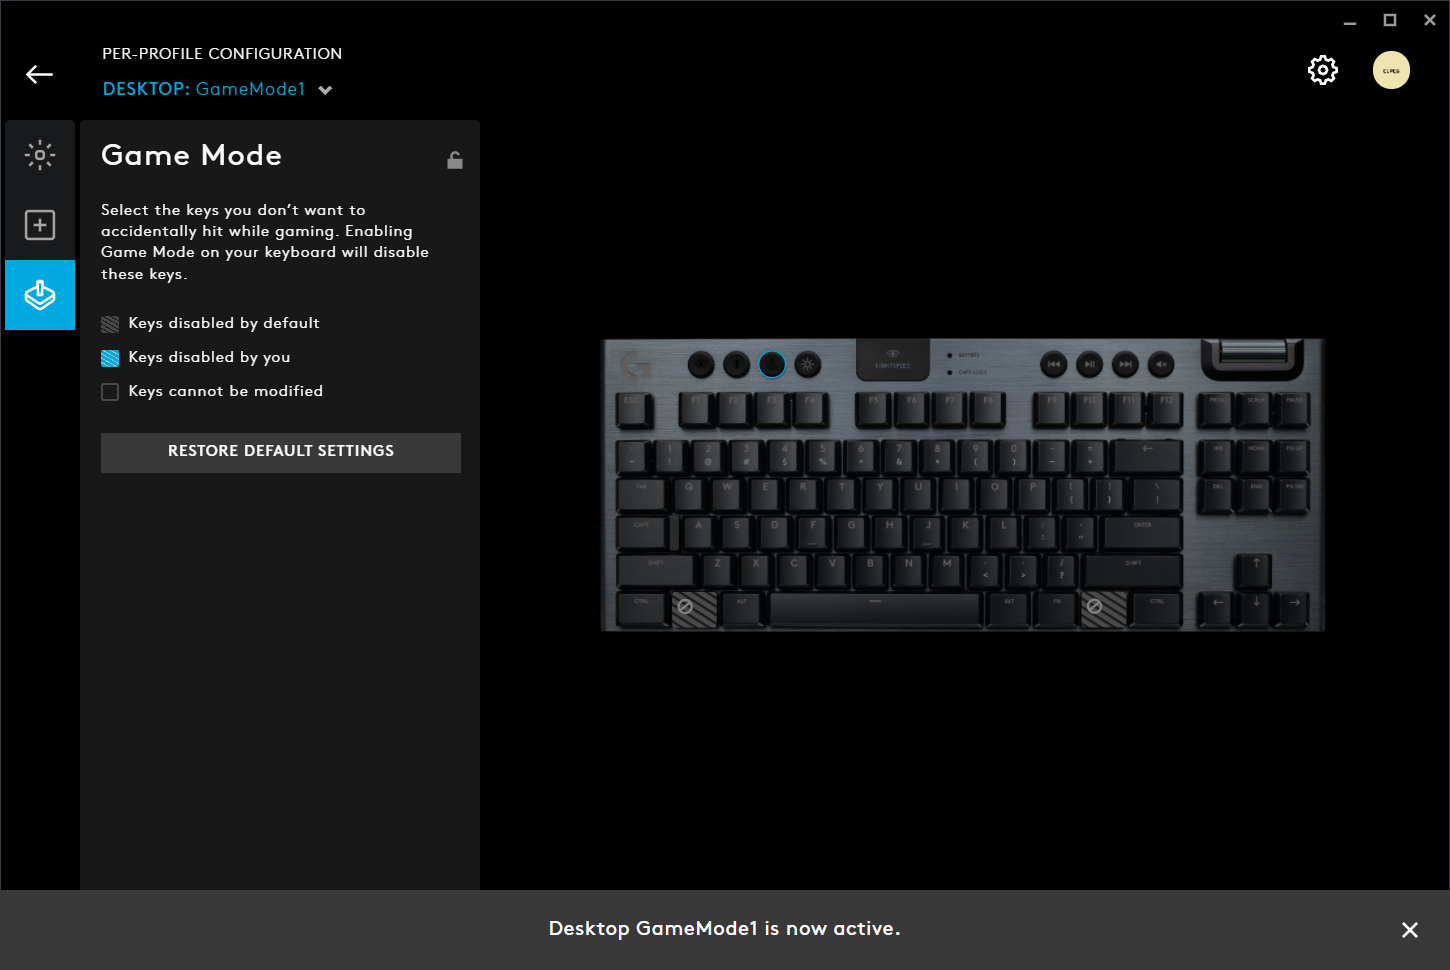 PER-PROFILE CONFIGURATION
DESKTOP: GameMode1
Game Mode
Select the keys you don't want to
accidentally hit while gaming. Enabling
Game Mode on your keyboard will disable
these keys.
Keys disabled by default
Keys disabled by you
Keys cannot be modified
RESTORE DEFAULT SETTINGS
LIGHTSPEED
BATTERY
CAPS LOCK
ESC F1 F2 F3 F4 F5 F6 F7 F8 F9 F10 F11 F12 PRTSC SCRLK PAUSE
1 2 3 4 5 6 7 8 9 0 - = ← INS HOME PG UP
~ ! @ # $ % ^ & * ( )
TAB Q W E R T Y U I O P [ ] \ DEL END PG DN
{ } |
CAPS A S D F G H J K L ; ' ENTER
SHIFT Z X C V B N M , . / SHIFT ↑
< > ?
CTRL ALT ALT FN CTRL ← ↓ →
Desktop GameMode1 is now active.